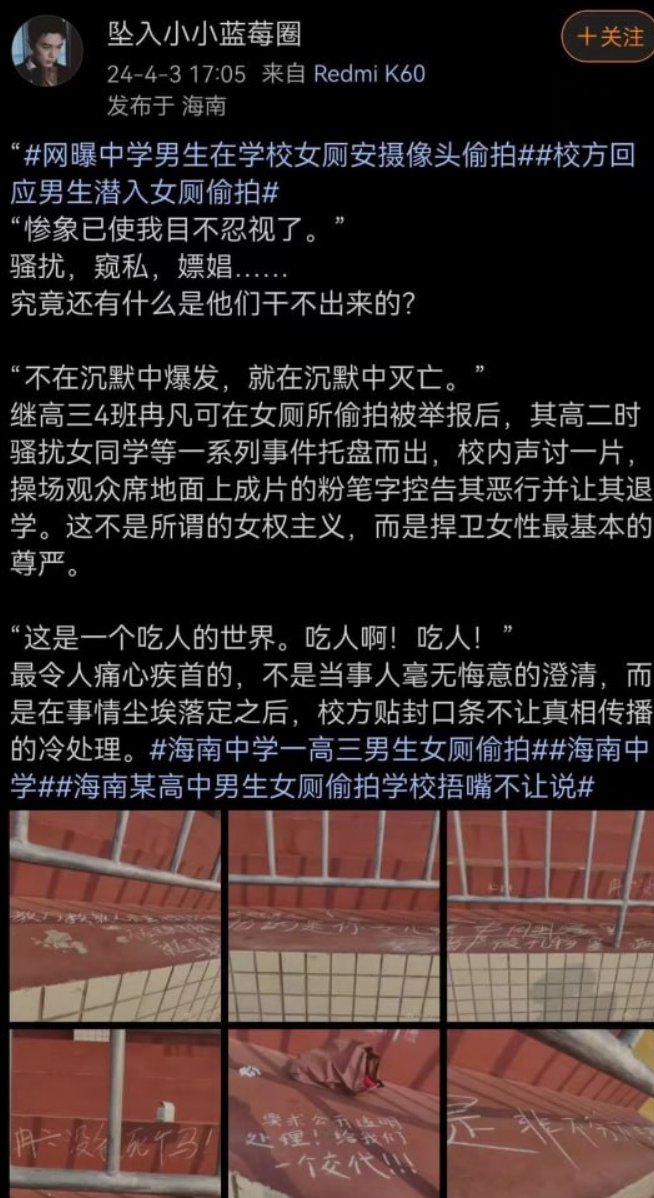 坠入小小蓝莓圈
十关注
24-4-3 17:05 来自 Redmi K60
发布于 海南
“#网曝中学男生在学校女厕安摄像头偷拍##校方回
应男生潜入女厕偷拍#
“惨象已使我目不忍视了。”
骚扰，窥私，嫖娼……
究竟还有什么是他们干不出来的？
“不在沉默中爆发，就在沉默中灭亡。”
继高三4班冉凡可在女厕所偷拍被举报后，其高二时
骚扰女同学等一系列事件托盘而出，校内声讨一片，
操场观众席地面上成片的粉笔字控告其恶行并让其退
学。这不是所谓的女权主义，而是捍卫女性最基本的
尊严。
“这是一个吃人的世界。吃人啊！吃人！”
最令人痛心疾首的，不是当事人毫无悔意的澄清，而
是在事情尘埃落定之后，校方贴封口条不让真相传播
的冷处理。#海南中学一高三男生女厕偷拍##海南中
学##海南某高中男生女厕偷拍学校捂嘴不让说#
要求公开透明
处理！给我们
一个交代!!!
是非不分